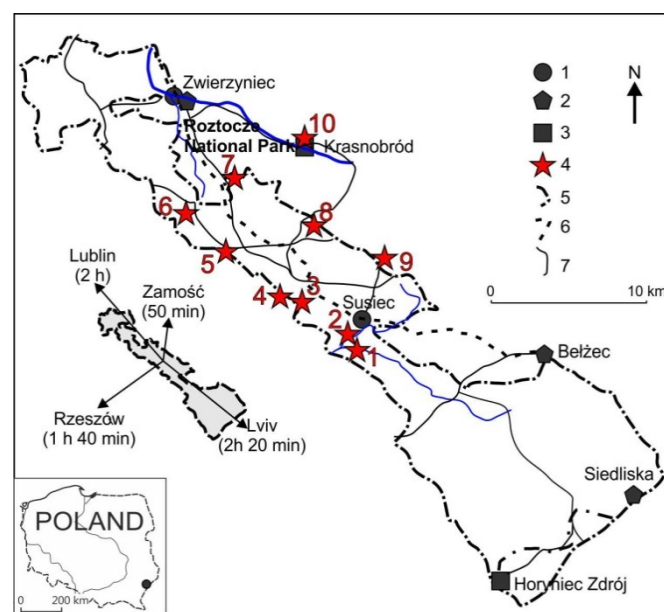 Zwierzyniec
1
N
2
10
Roztocze
3
National Park
Krasnobród
7
4
5
6
8
6
Lublin
(2 h)
5
9
7
Zamość
(50 min)
4
3
0
10 km
Susiec
2
1
Bełżec
Rzeszów
(1 h 40 min)
Lviv
(2h 20 min)
Siedliska
POLAND
Horyniec Zdrój
0
200 km